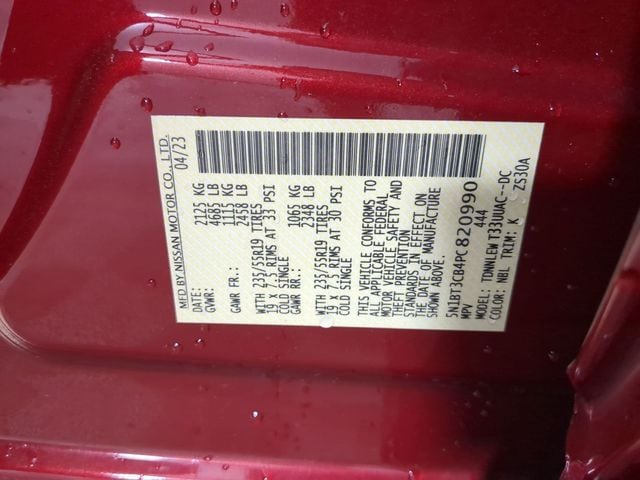 MFD BY NISSAN MOTOR CO., LTD.
DATE: 04/23
GVWR: 2125 KG
4685 LB
GAWR FR.: 1115 KG
2458 LB
WITH 235/55R19 TIRES
19 x 7.5 RIMS AT 33 PSI
COLD SINGLE
GAWR RR.: 1065 KG
2348 LB
WITH 235/55R19 TIRES
19 x 7.5 RIMS AT 30 PSI
COLD SINGLE
THIS VEHICLE CONFORMS TO
ALL APPLICABLE FEDERAL
MOTOR VEHICLE SAFETY AND
THEFT PREVENTION
STANDARDS IN EFFECT ON
THE DATE OF MANUFACTURE
SHOWN ABOVE.
5N1BT3CB4PC820990
MPV 444
MODEL: TDNNLEW T33UUAC--DC
COLOR: NBL TRIM: K ZS30A